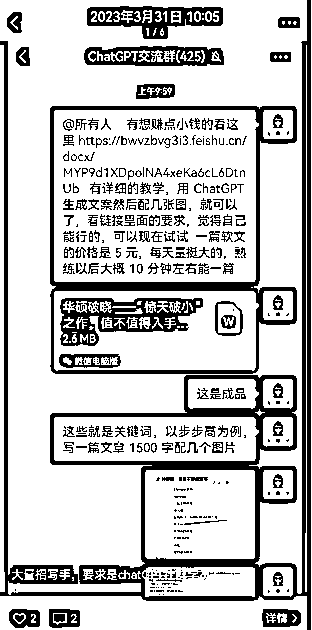 2023年3月31日 10:05
1 / 6
ChatGPT交流群(425)
上午9:59
@所有人 有想赚点小钱的看这
里 https://bwvzbvg3i3.feishu.cn/
docx/
MYP9d1XDpolNA4xeKa6cL6Dtn
Ub 有详细的教学，用 ChatGPT
生成文案然后配几张图，就可以
了，看链接里面的要求，觉得自己
能行的，可以现在试试 一篇软文
的价格是 5 元，每天量挺大的，熟
练以后大概 10 分钟左右能一篇
华硕破晓——“惊天破小”
之作，值不值得入手...
2.6 MB
W
微信电脑版
这是成品
这些就是关键词，以步步高为例，
写一篇文章 1500 字配几个图片
大量招写手，要求是chat
2
2
详情